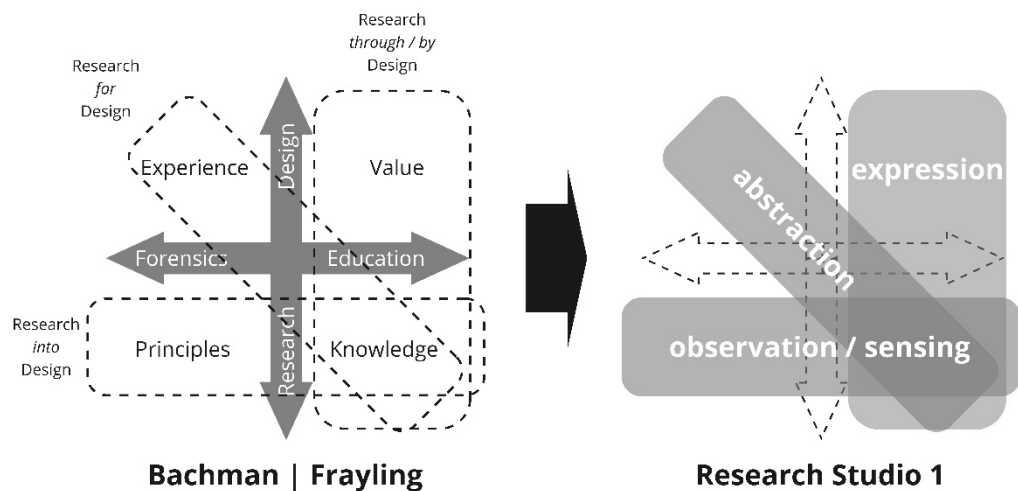 Research
through / by
Design
Research
for
Design
Experience
Design
Value
Forensics
Education
Research
into
Design
Principles
Research
Knowledge
Bachman | Frayling
abstraction
expression
observation / sensing
Research Studio 1